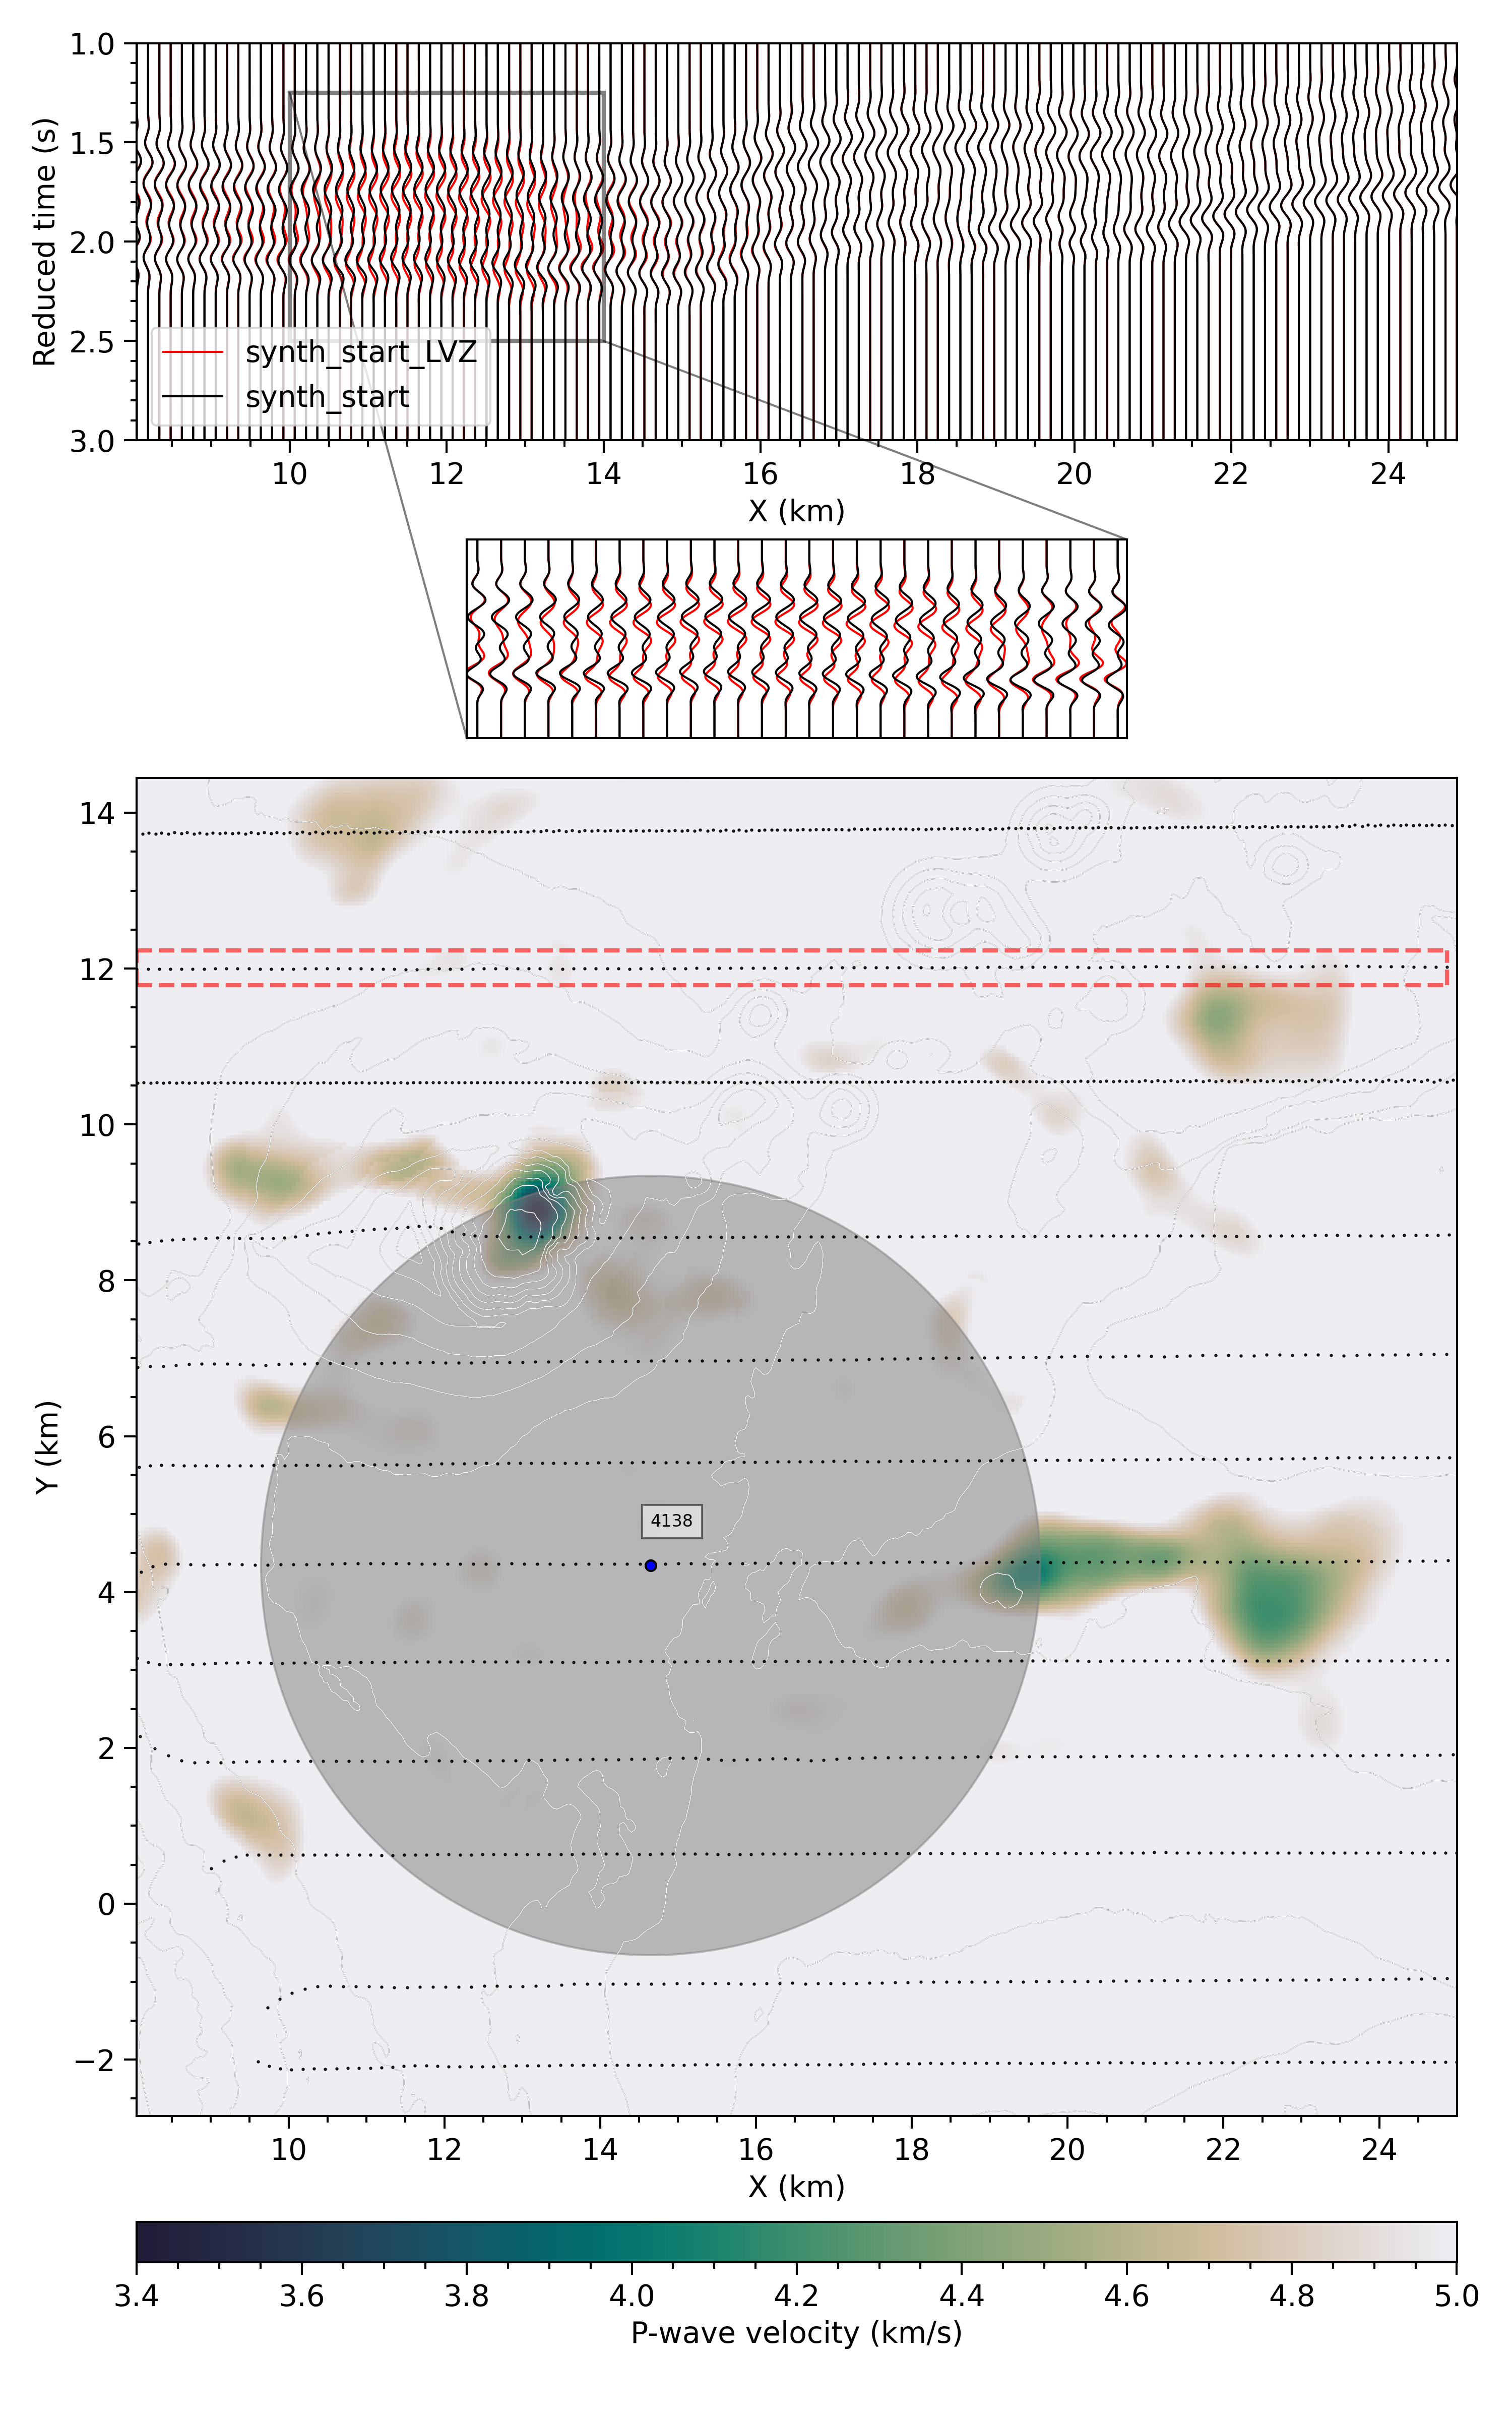 1.0
1.5
2.0
2.5
3.0
Reduced time (s)
synth_start_LVZ
synth_start
10 12 14 16 18 20 22 24
X (km)
14
12
10
8
6
4
2
0
−2
Y (km)
4138
10 12 14 16 18 20 22 24
X (km)
3.4 3.6 3.8 4.0 4.2 4.4 4.6 4.8 5.0
P-wave velocity (km/s)